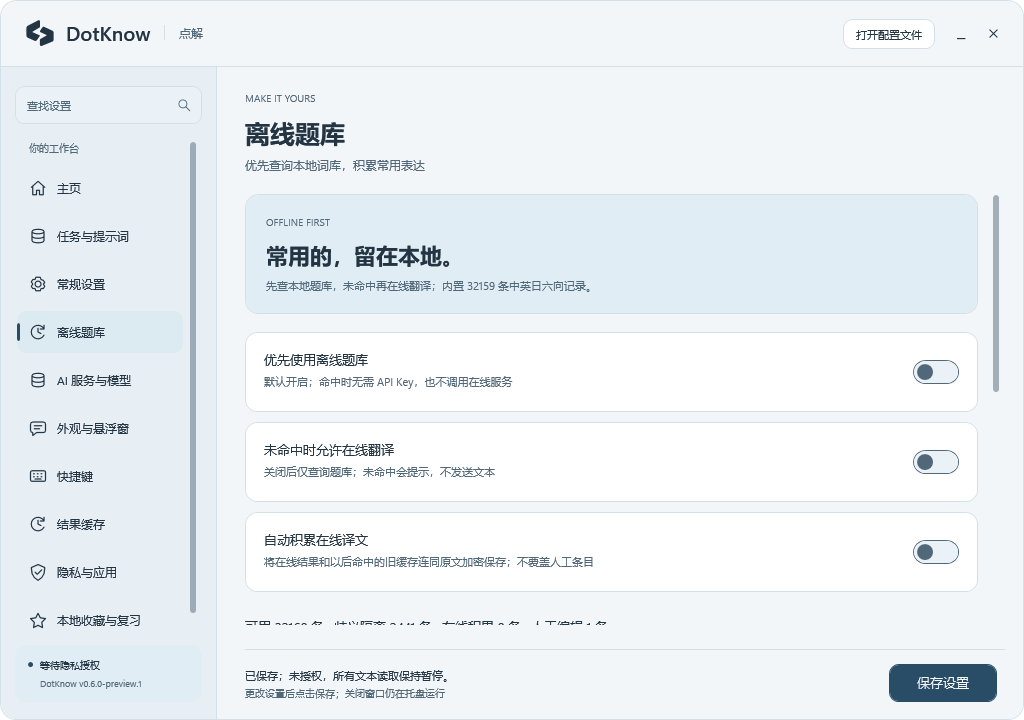 DotKnow 点解
打开配置文件
查找设置
你的工作台
主页
任务与提示词
常规设置
离线题库
AI 服务与模型
外观与悬浮窗
快捷键
结果缓存
隐私与应用
本地收藏与复习
等待隐私授权
DotKnow v0.6.0-preview.1
MAKE IT YOURS
离线题库
优先查询本地词库，积累常用表达
OFFLINE FIRST
常用的，留在本地。
先查本地题库，未命中再在线翻译；内置 32159 条中英日六向记录。
优先使用离线题库
默认开启；命中时无需 API Key，也不调用在线服务
未命中时允许在线翻译
关闭后仅查询题库；未命中会提示，不发送文本
自动积累在线译文
将在线结果和以后命中的旧缓存连同原文加密保存；不覆盖人工条目
已保存；未授权，所有文本读取保持暂停。
更改设置后点击保存；关闭窗口仍在托盘运行
保存设置